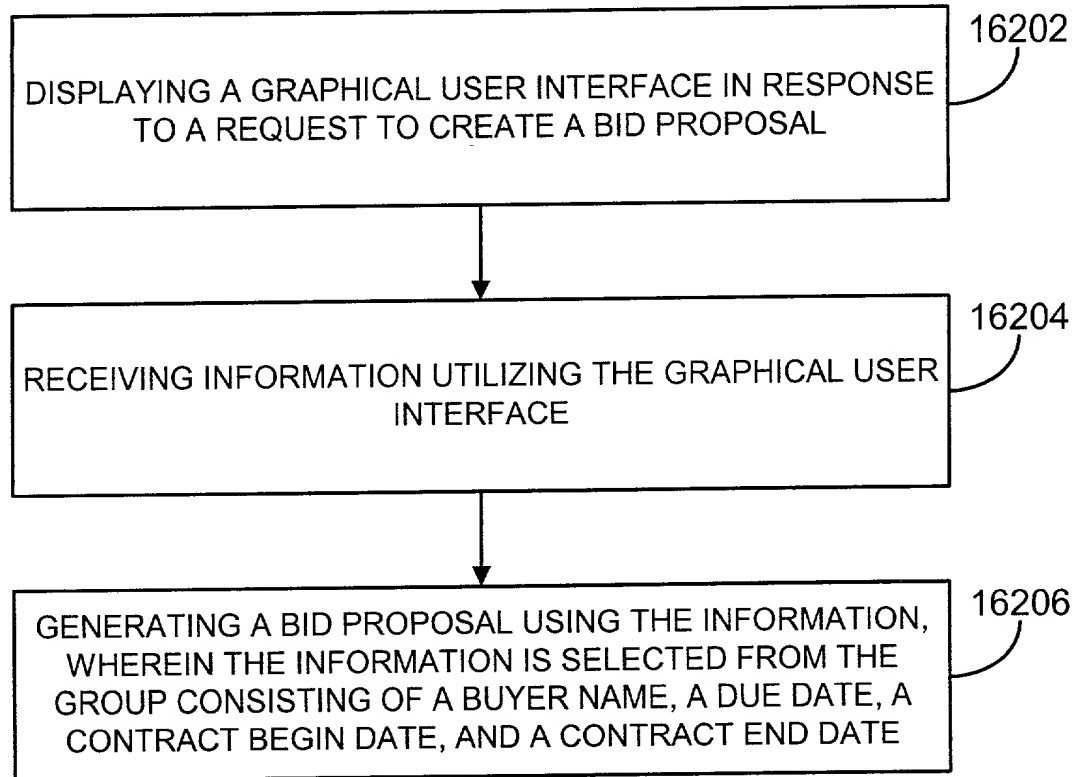 16202
DISPLAYING A GRAPHICAL USER INTERFACE IN RESPONSE
TO A REQUEST TO CREATE A BID PROPOSAL
16204
RECEIVING INFORMATION UTILIZING THE GRAPHICAL USER
INTERFACE
16206
GENERATING A BID PROPOSAL USING THE INFORMATION,
WHEREIN THE INFORMATION IS SELECTED FROM THE
GROUP CONSISTING OF A BUYER NAME, A DUE DATE, A
CONTRACT BEGIN DATE, AND A CONTRACT END DATE